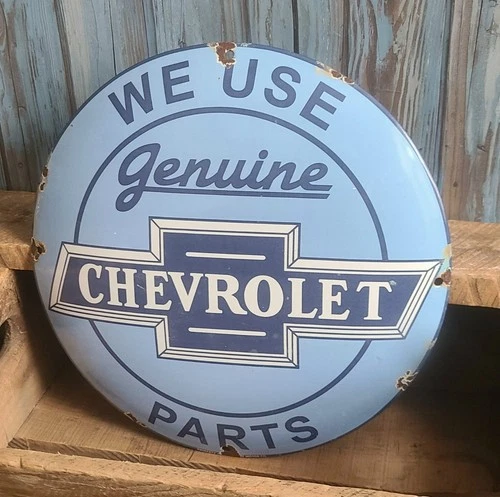 WE USE
Genuine
CHEVROLET
PARTS